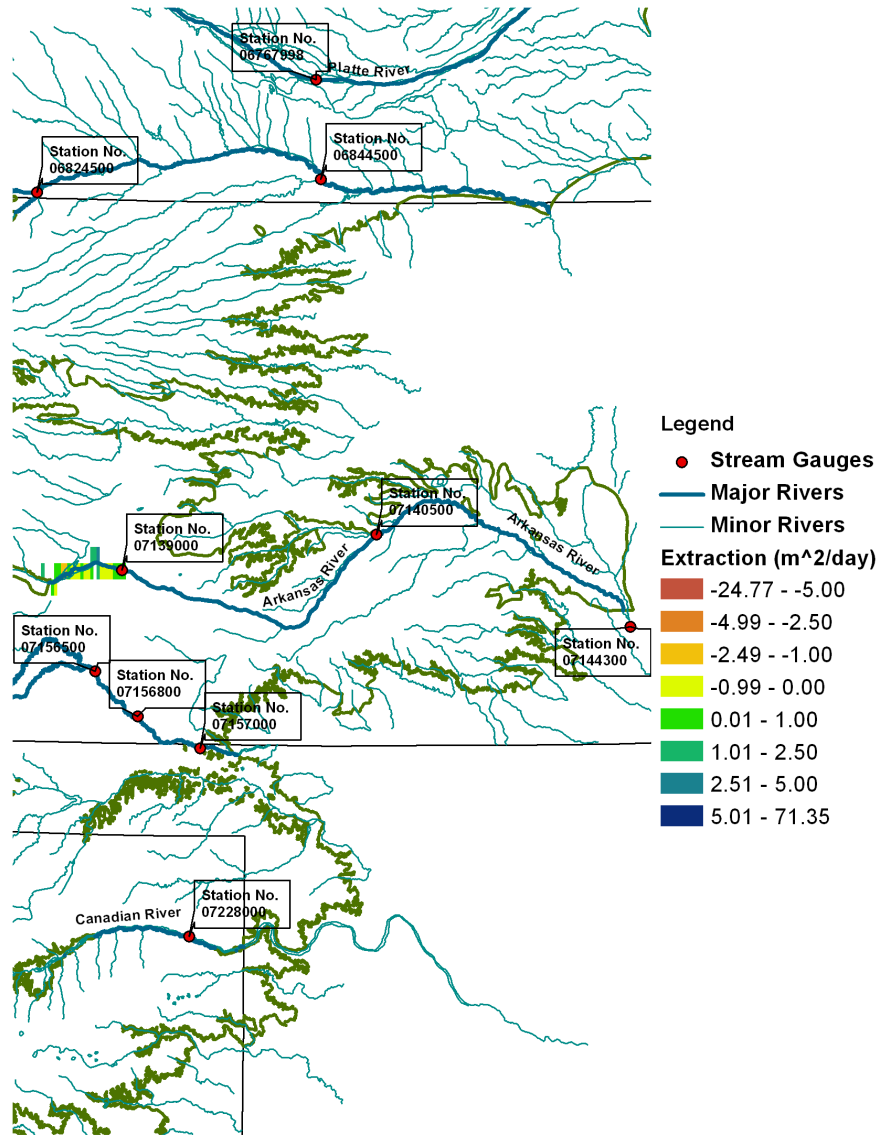 Station No.
06767998
Platte River
Station No.
06824500
Station No.
06844500
Legend
Stream Gauges
Major Rivers
Minor Rivers
Extraction (m^2/day)
-24.77 - -5.00
-4.99 - -2.50
-2.49 - -1.00
-0.99 - 0.00
0.01 - 1.00
1.01 - 2.50
2.51 - 5.00
5.01 - 71.35
Station No.
07140500
Arkansas River
Station No.
07139000
Arkansas River
Station No.
07156500
Station No.
07144300
Station No.
07156800
Station No.
07157000
Station No.
07228000
Canadian River